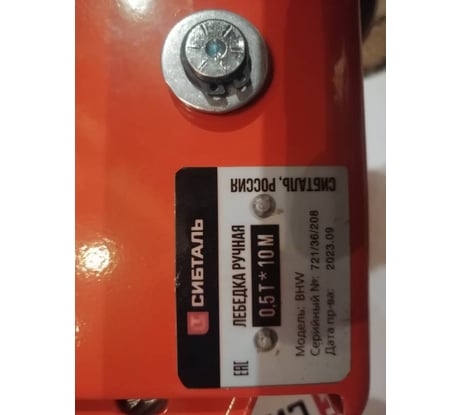 СИБТАЛЬ
EAC
ЛЕБЕДКА РУЧНАЯ
0,5 Т * 10 М
Модель: BHW
Серийный №: 721/36/208
Дата пр-ва: 2023.09
СИБТАЛЬ, РОССИЯ